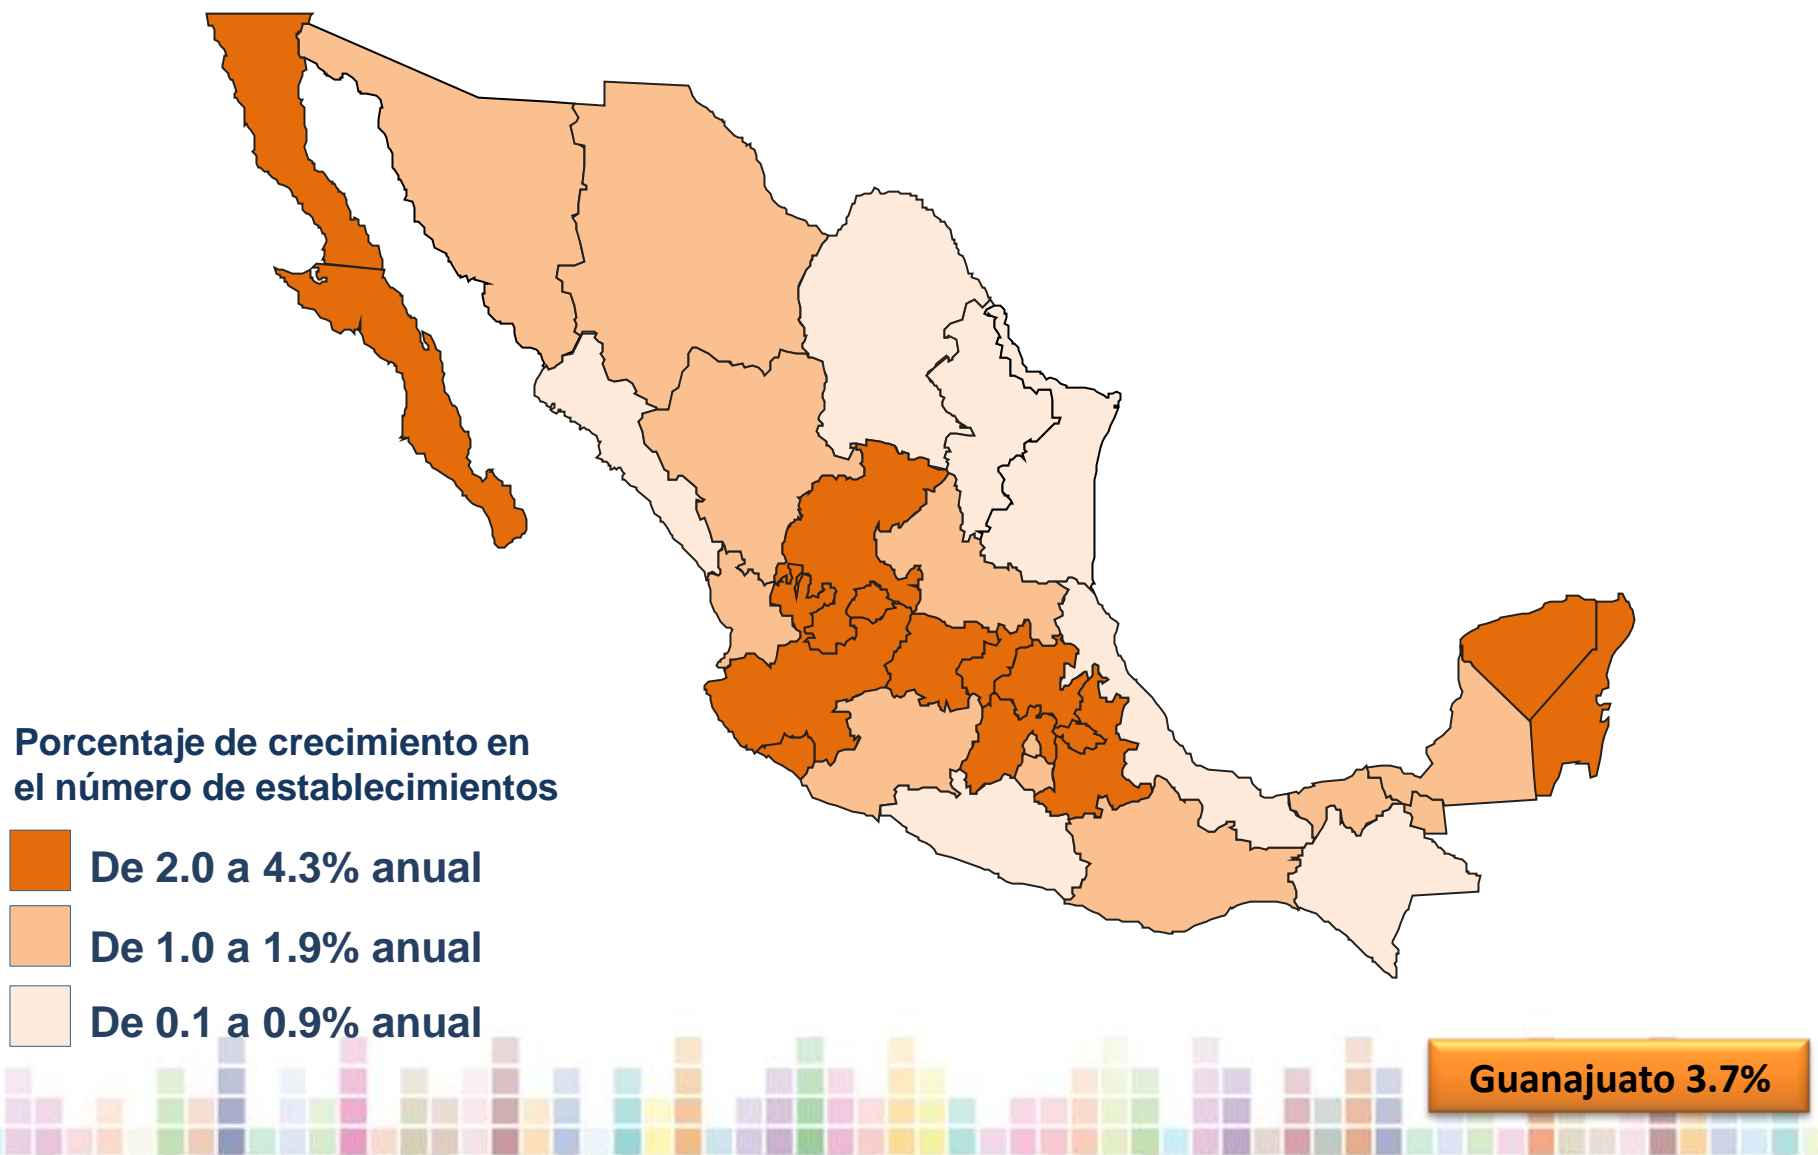 Porcentaje de crecimiento en
el número de establecimientos
De 2.0 a 4.3% anual
De 1.0 a 1.9% anual
De 0.1 a 0.9% anual
Guanajuato 3.7%